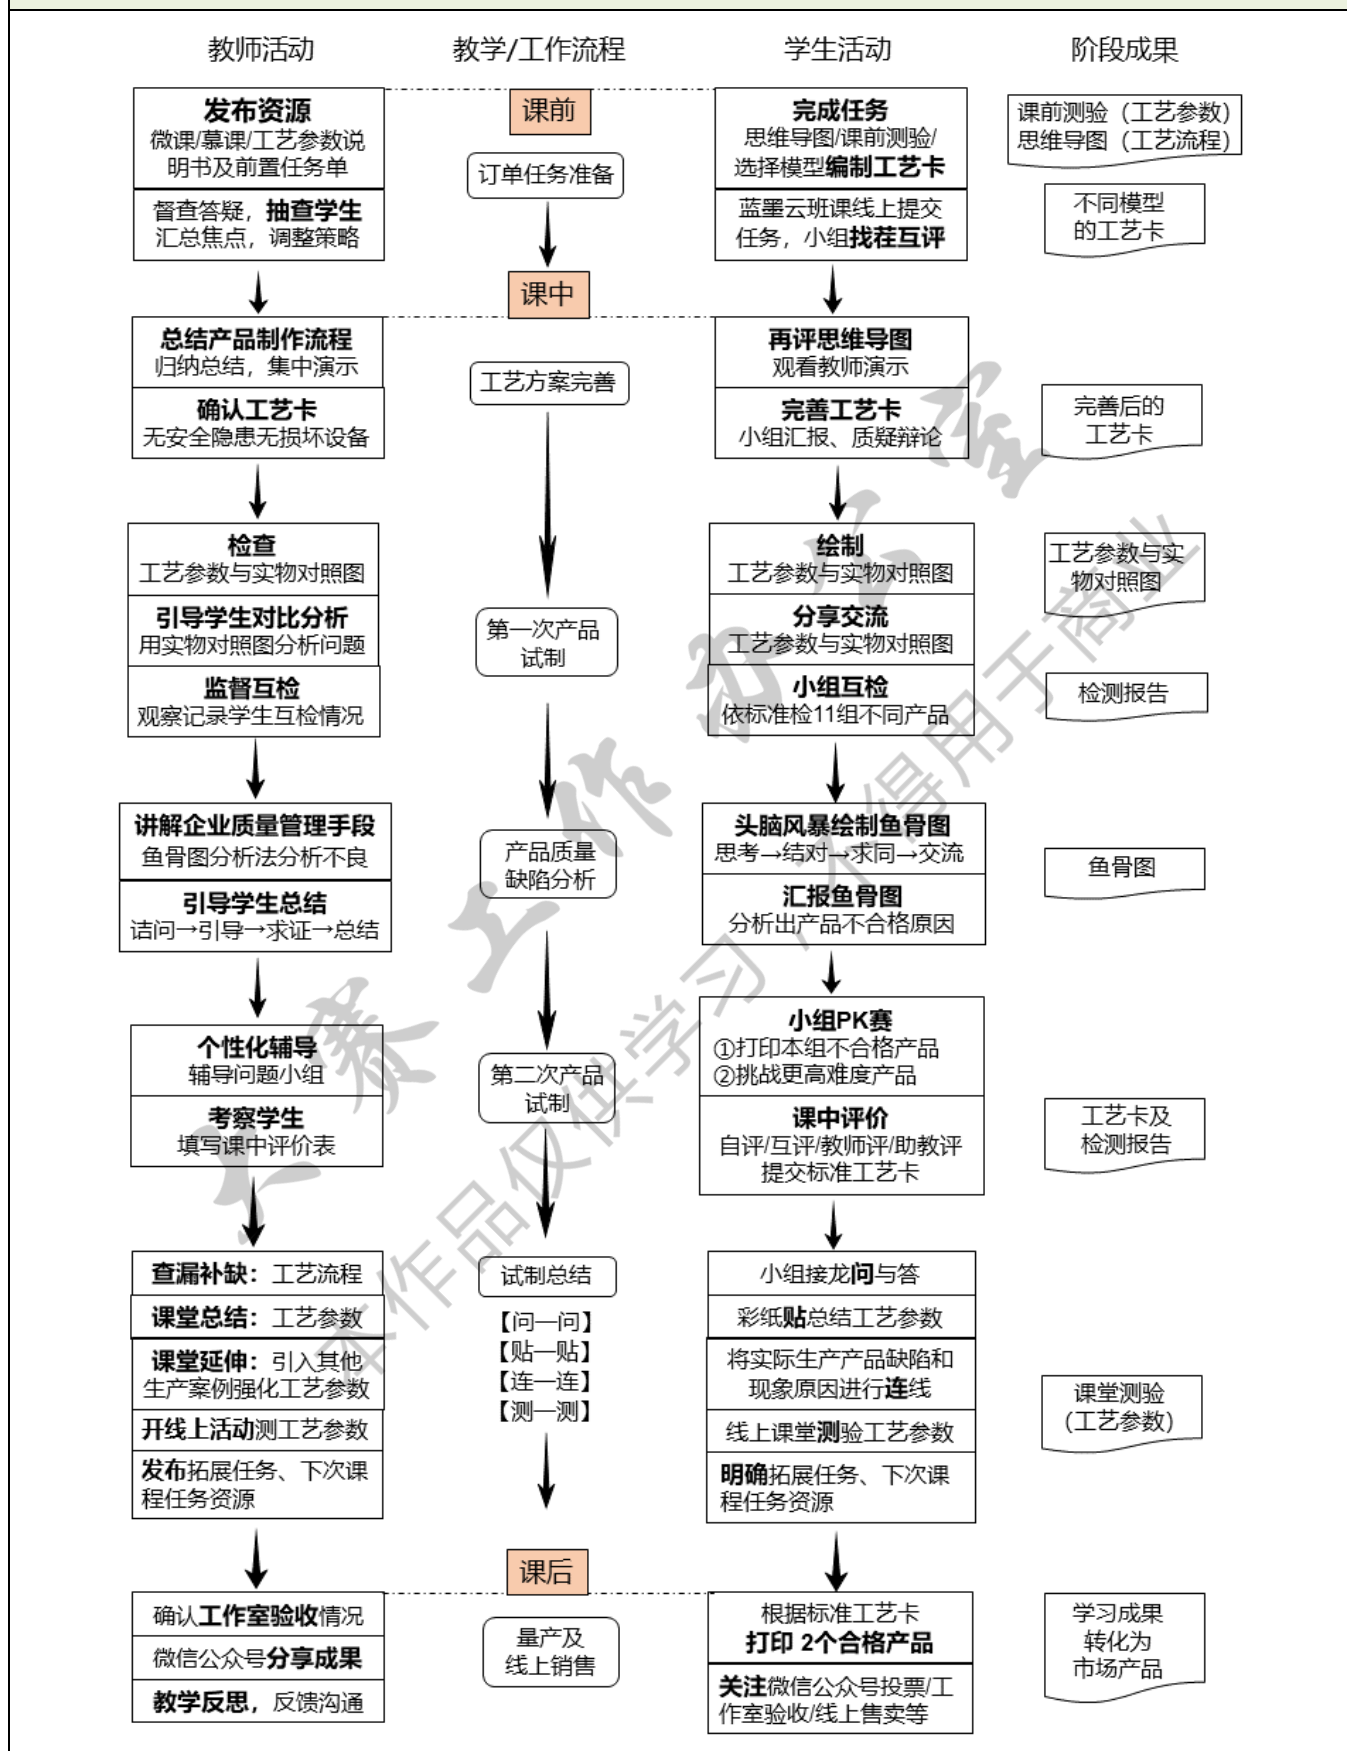 教师活动
教学/工作流程
学生活动
阶段成果
课前
发布资源
微课/慕课/工艺参数说
明书及前置任务单
督查答疑，抽查学生
汇总焦点，调整策略
订单任务准备
完成任务
思维导图/课前测验/
选择模型编制工艺卡
蓝墨云班课线上提交
任务，小组找茬互评
课前测验（工艺参数）
思维导图（工艺流程）
不同模型
的工艺卡
课中
总结产品制作流程
归纳总结，集中演示
确认工艺卡
无安全隐患无损坏设备
工艺方案完善
再评思维导图
观看教师演示
完善工艺卡
小组汇报、质疑辩论
完善后的
工艺卡
检查
工艺参数与实物对照图
引导学生对比分析
用实物对照图分析问题
监督互检
观察记录学生互检情况
第一次产品
试制
绘制
工艺参数与实物对照图
分享交流
工艺参数与实物对照图
小组互检
依标准检11组不同产品
工艺参数与实
物对照图
检测报告
讲解企业质量管理手段
鱼骨图分析法分析不良
引导学生总结
诘问→引导→求证→总结
产品质量
缺陷分析
头脑风暴绘制鱼骨图
思考→结对→求同→交流
汇报鱼骨图
分析出产品不合格原因
鱼骨图
个性化辅导
辅导问题小组
考察学生
填写课中评价表
第二次产品
试制
小组PK赛
①打印本组不合格产品
②挑战更高难度产品
课中评价
自评/互评/教师评/助教评
提交标准工艺卡
工艺卡及
检测报告
查漏补缺：工艺流程
课堂总结：工艺参数
课堂延伸：引入其他
生产案例强化工艺参数
开线上活动测工艺参数
发布拓展任务、下次课
程任务资源
试制总结
【问—问】
【贴—贴】
【连—连】
【测—测】
小组接龙问与答
彩纸贴总结工艺参数
将实际生产产品缺陷和
现象原因进行连线
线上课堂测验工艺参数
明确拓展任务、下次课
程任务资源
课堂测验
（工艺参数）
课后
确认工作室验收情况
微信公众号分享成果
教学反思，反馈沟通
量产及
线上销售
根据标准工艺卡
打印 2个合格产品
关注微信公众号投票/工
作室验收/线上售卖等
学习成果
转化为
市场产品
大赛工作办公室
本作品仅供学习，不得用于商业